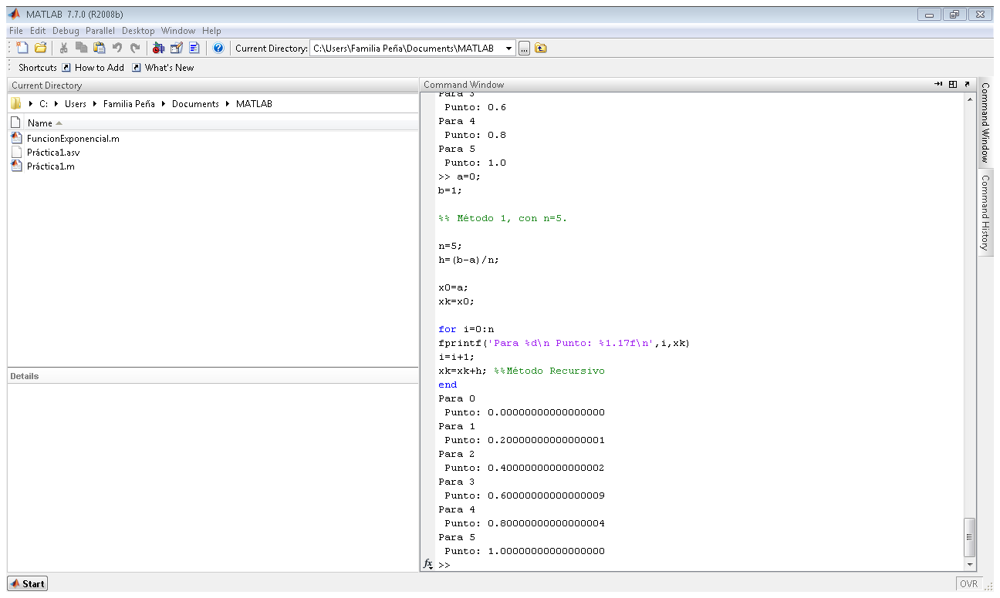 MATLAB 7.7.0 (R2008b)
File Edit Debug Parallel Desktop Window Help
Current Directory: C:\Users\Familia Peña\Documents\MATLAB
...
Shortcuts How to Add What's New
Current Directory
C: Users Familia Peña Documents MATLAB
Name
FuncionExponencial.m
Práctica1.asv
Práctica1.m
Details
Command Window
Para 3
 Punto: 0.6
Para 4
 Punto: 0.8
Para 5
 Punto: 1.0
>> a=0;
b=1;
%% Método 1, con n=5.
n=5;
h=(b-a)/n;
x0=a;
xk=x0;
for i=0:n
fprintf('Para %d\n Punto: %1.17f\n',i,xk)
i=i+1;
xk=xk+h; %%Método Recursivo
end
Para 0
 Punto: 0.00000000000000000
Para 1
 Punto: 0.20000000000000001
Para 2
 Punto: 0.40000000000000002
Para 3
 Punto: 0.60000000000000009
Para 4
 Punto: 0.80000000000000004
Para 5
 Punto: 1.00000000000000000
fx >>
Command Window
Command History
Start
OVR